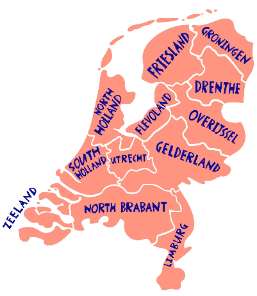 GRONINGEN
FRIESLAND
DRENTHE
NORTH
HOLLAND
FLEVOLAND
OVERIJSSEL
GELDERLAND
UTRECHT
SOUTH
HOLLAND
ZEELAND
NORTH BRABANT
LIMBURG